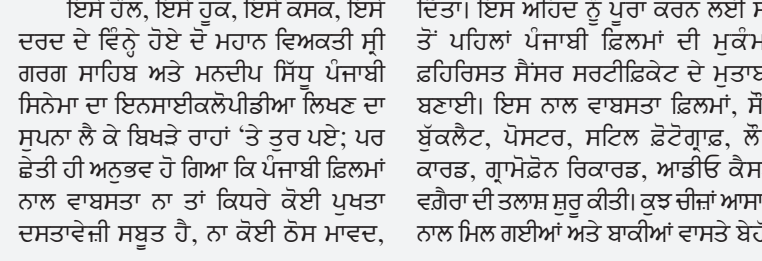 ਇਸੇ ਹੌਲ, ਇਸੇ ਹੂਕ, ਇਸੇ ਕਸਕ, ਇਸੇ
ਦਰਦ ਦੇ ਵਿੰਨ੍ਹੇ ਹੋਏ ਦੋ ਮਹਾਨ ਵਿਅਕਤੀ ਸ੍ਰੀ
ਗਰਗ ਸਾਹਿਬ ਅਤੇ ਮਨਦੀਪ ਸਿੱਧੂ ਪੰਜਾਬੀ
ਸਿਨੇਮਾ ਦਾ ਇਨਸਾਈਕਲੋਪੀਡੀਆ ਲਿਖਣ ਦਾ
ਸੁਪਨਾ ਲੈ ਕੇ ਬਿਖੜੇ ਰਾਹਾਂ ‘ਤੇ ਤੁਰ ਪਏ; ਪਰ
ਛੇਤੀ ਹੀ ਅਨੁਭਵ ਹੋ ਗਿਆ ਕਿ ਪੰਜਾਬੀ ਫ਼ਿਲਮਾਂ
ਨਾਲ ਵਾਬਸਤਾ ਨਾ ਤਾਂ ਕਿਧਰੇ ਕੋਈ ਪੁਖਤਾ
ਦਸਤਾਵੇਜ਼ੀ ਸਬੂਤ ਹੈ, ਨਾ ਕੋਈ ਠੋਸ ਮਾਵਦ,
ਦਿੱਤਾ। ਇਸ ਅਹਿਦ ਨੂੰ ਪੂਰਾ ਕਰਨ ਲਈ
ਤੋਂ ਪਹਿਲਾਂ ਪੰਜਾਬੀ ਫ਼ਿਲਮਾਂ ਦੀ
ਫ਼ਹਿਰਿਸਤ ਸੈਂਸਰ ਸਰਟੀਫ਼ਿਕੇਟ ਦੇ
ਬਣਾਈ। ਇਸ ਨਾਲ ਵਾਬਸਤਾ ਫ਼ਿਲਮਾਂ,
ਬੁੱਕਲੈਟ, ਪੋਸਟਰ, ਸਟਿਲ ਫ਼ੋਟੋਗ੍ਰਾਫ਼,
ਕਾਰਡ, ਗ੍ਰਾਮੋਫ਼ੋਨ ਰਿਕਾਰਡ, ਆਡੀਓ
ਵਗ਼ੈਰਾ ਦੀ ਤਲਾਸ਼ ਸ਼ੁਰੂ ਕੀਤੀ। ਕੁਝ ਚੀਜ਼ਾਂ
ਨਾਲ ਮਿਲ ਗਈਆਂ ਅਤੇ ਬਾਕੀਆਂ ਵਾਸਤੇ